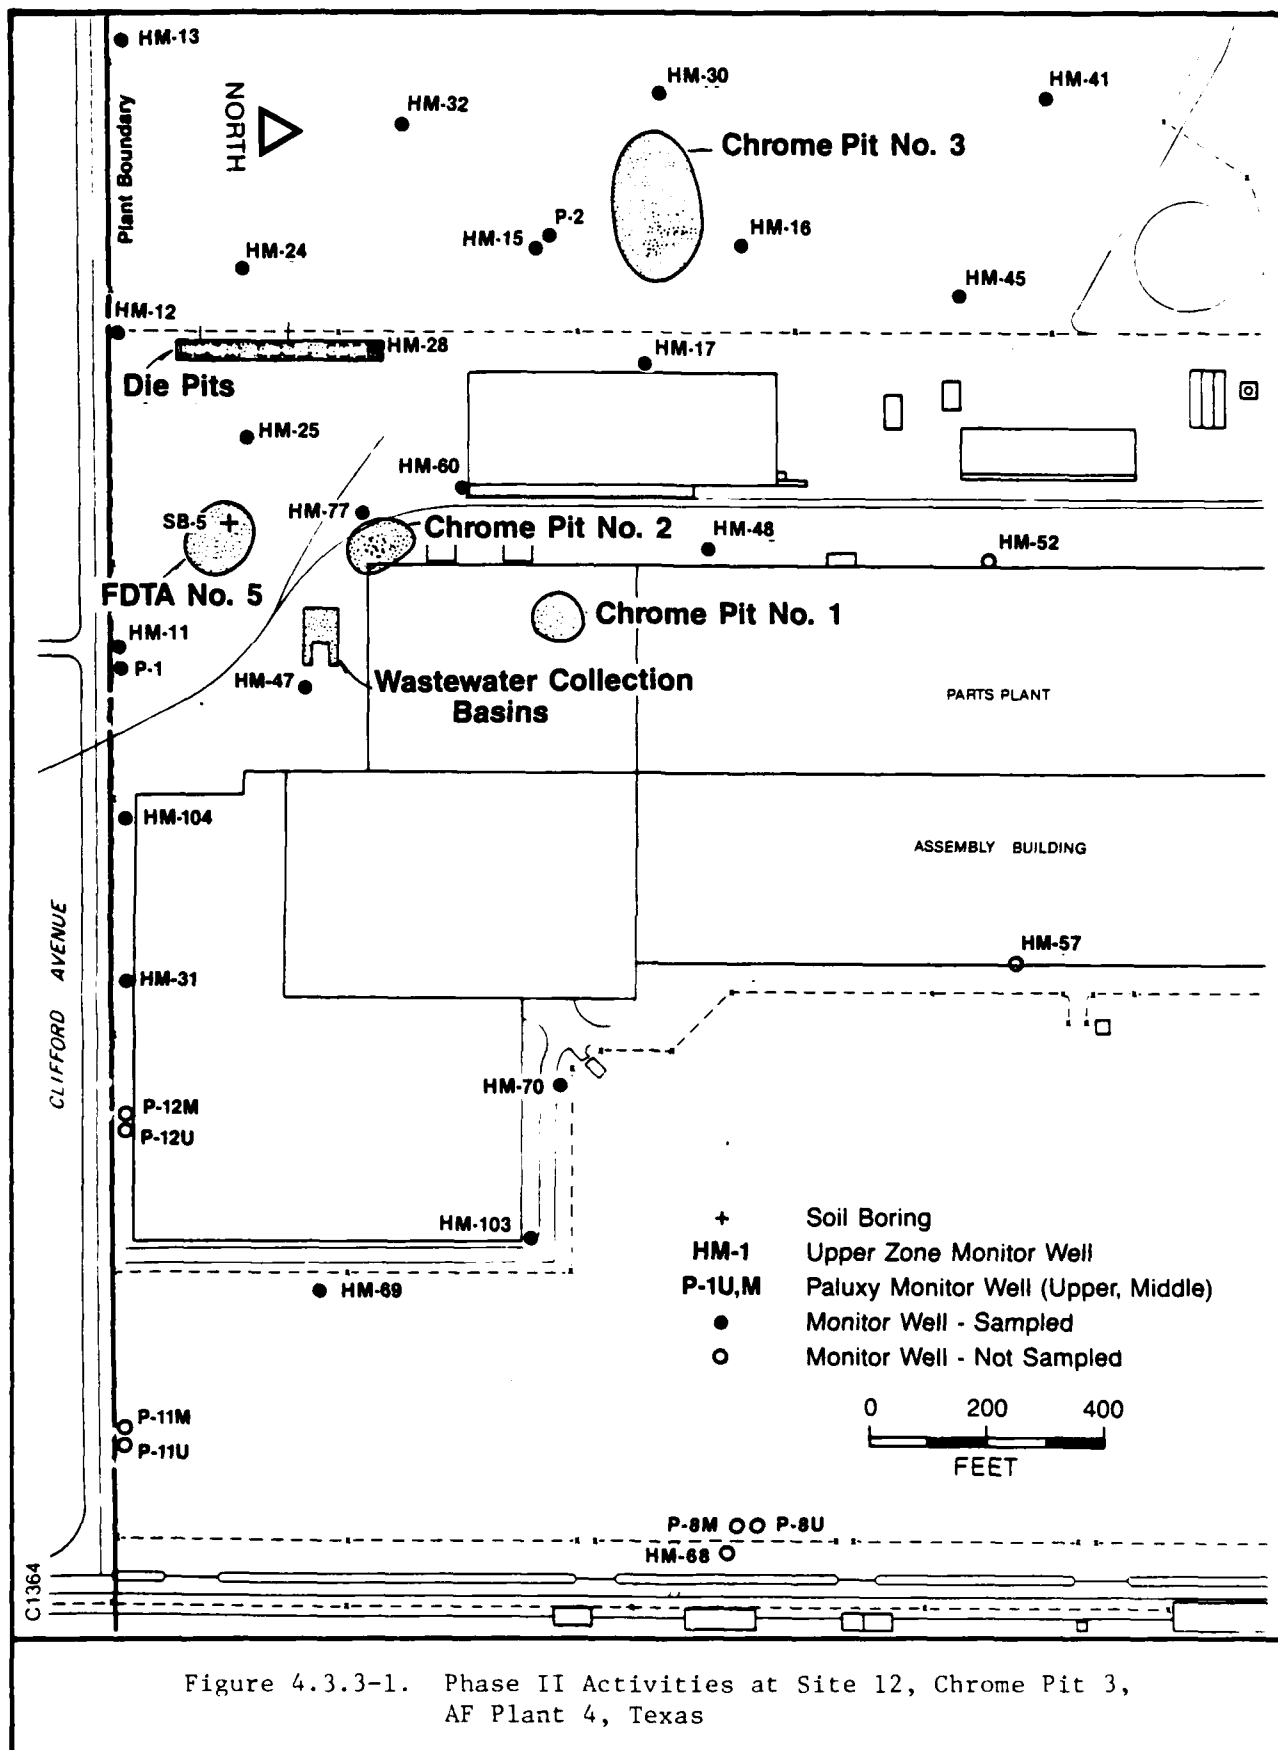 HM-13
HM-30
HM-41
HM-32
NORTH
Plant Boundary
Chrome Pit No. 3
P-2
HM-15
HM-16
HM-24
HM-45
HM-12
HM-28
HM-17
Die Pits
HM-25
HM-60
SB-5
HM-77
Chrome Pit No. 2
HM-48
HM-52
FDTA No. 5
Chrome Pit No. 1
HM-11
P-1
HM-47
Wastewater Collection
Basins
PARTS PLANT
HM-104
ASSEMBLY BUILDING
CLIFFORD AVENUE
HM-57
HM-31
HM-70
P-12M
P-12U
HM-103
HM-69
+ Soil Boring
HM-1 Upper Zone Monitor Well
P-1U,M Paluxy Monitor Well (Upper, Middle)
Monitor Well - Sampled
Monitor Well - Not Sampled
P-11M
P-11U
0 200 400
FEET
P-8M P-8U
HM-68
C1364
Figure 4.3.3-1. Phase II Activities at Site 12, Chrome Pit 3,
AF Plant 4, Texas